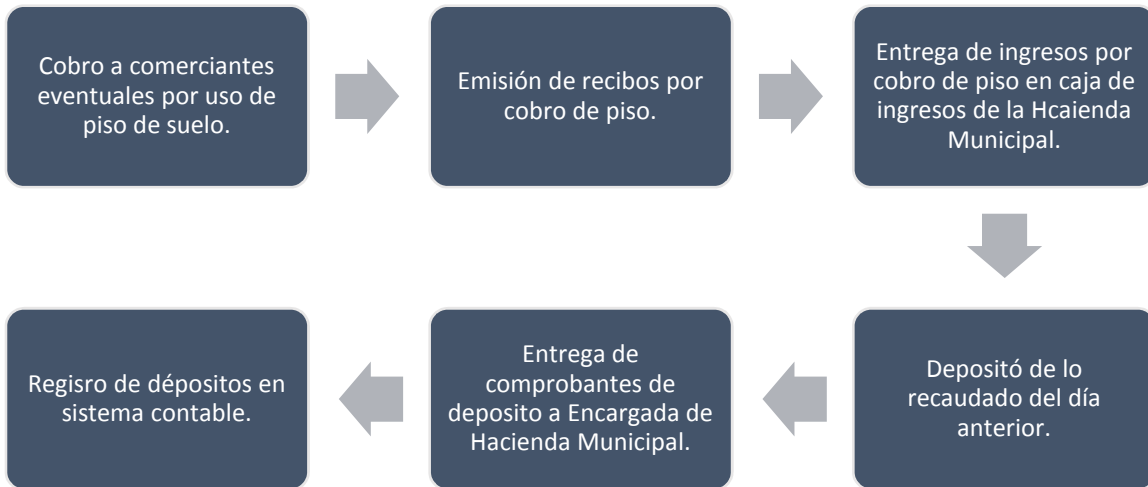 Cobro a comerciantes
eventuales por uso de
piso de suelo.
Emisión de recibos por
cobro de piso.
Entrega de ingresos por
cobro de piso en caja de
ingresos de la Hcaienda
Municipal.
Depositó de lo
recaudado del día
anterior.
Entrega de
comprobantes de
deposito a Encargada de
Hacienda Municipal.
Regisro de dépositos en
sistema contable.